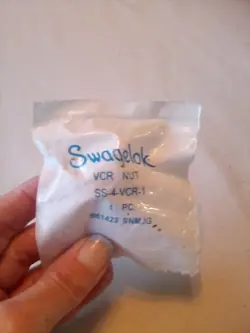 Swagelok
VCR NUT
SS-4-VCR-1
1 PC